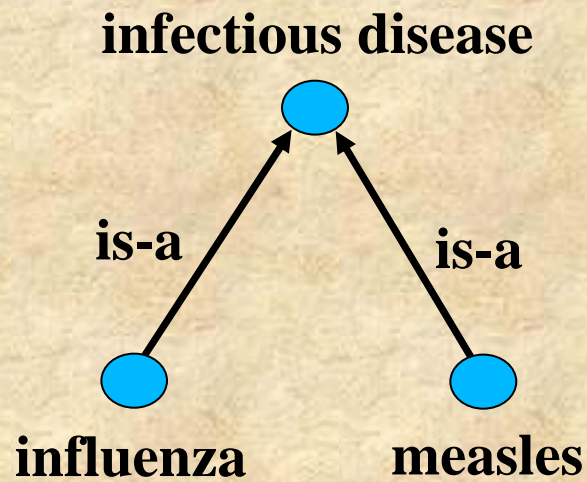 infectious disease
is-a
is-a
influenza
measles